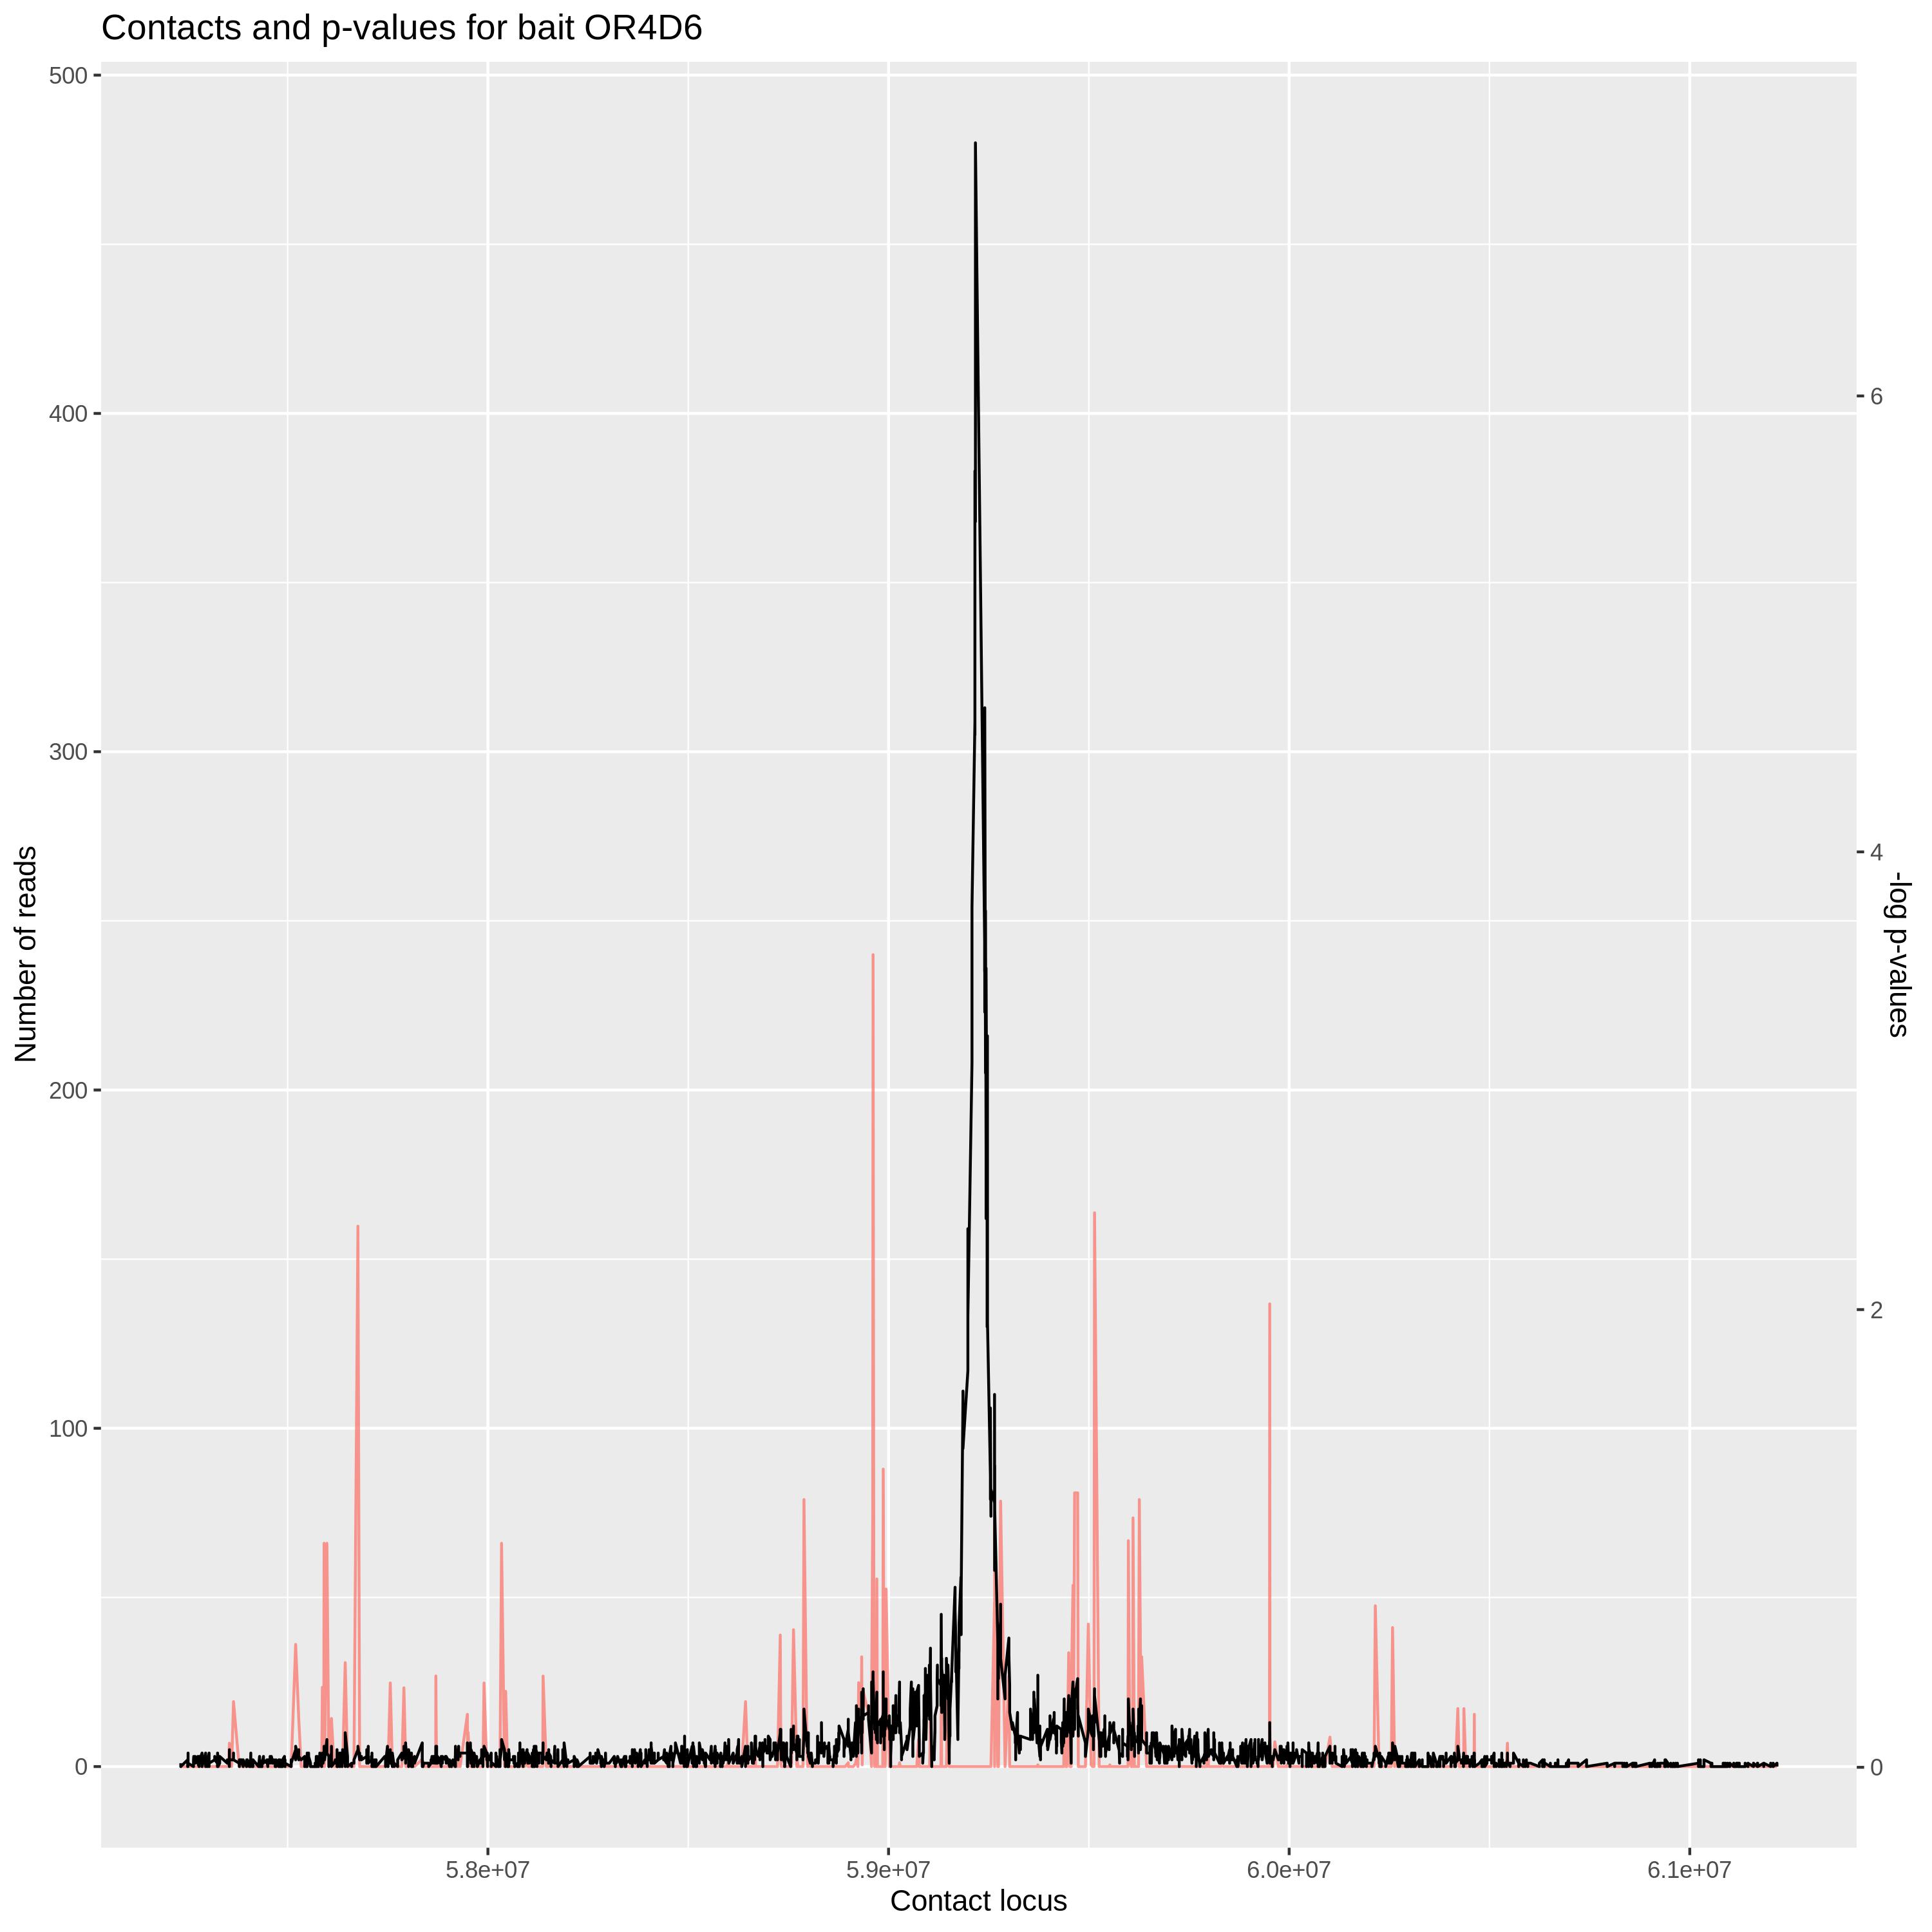 Contacts and p-values for bait OR4D6
500
400
300
200
100
0
Number of reads
6
4
2
0
-log p-values
5.8e+07
5.9e+07
6.0e+07
6.1e+07
Contact locus